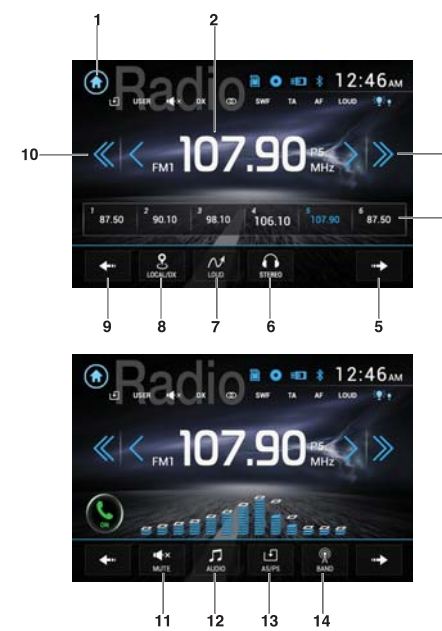 1 2
Radio 12:46AM
USER DX SWF TA AF LOUD
10
FM1 107.90 P5 MHz
1 87.50 2 90.10 3 98.10 4 106.10 5 107.90 6 87.50
LOCAL/DX LOUD STEREO
9 8 7 6 5
Radio 12:46AM
USER DX SWF TA AF LOUD
FM1 107.90 P5 MHz
ON
MUTE AUDIO AS/PS BAND
11 12 13 14